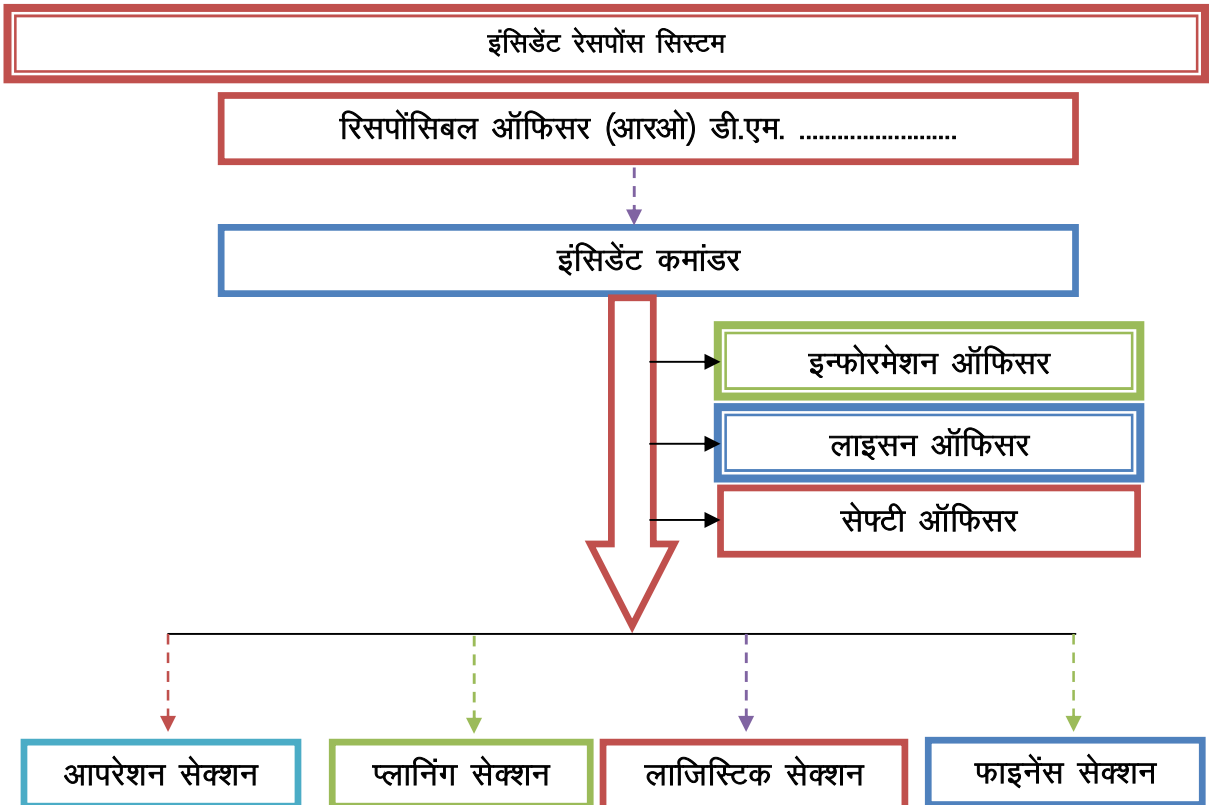 इंसिडेंट रेसपोंस सिस्टम
रिसपोंसिबल ऑफिसर (आरओ) डी.एम. .........................
इंसिडेंट कमांडर
इन्फोरमेशन ऑफिसर
लाइसन ऑफिसर
सेफ्टी ऑफिसर
आपरेशन सेक्शन
प्लानिंग सेक्शन
लाजिस्टिक सेक्शन
फाइनेंस सेक्शन